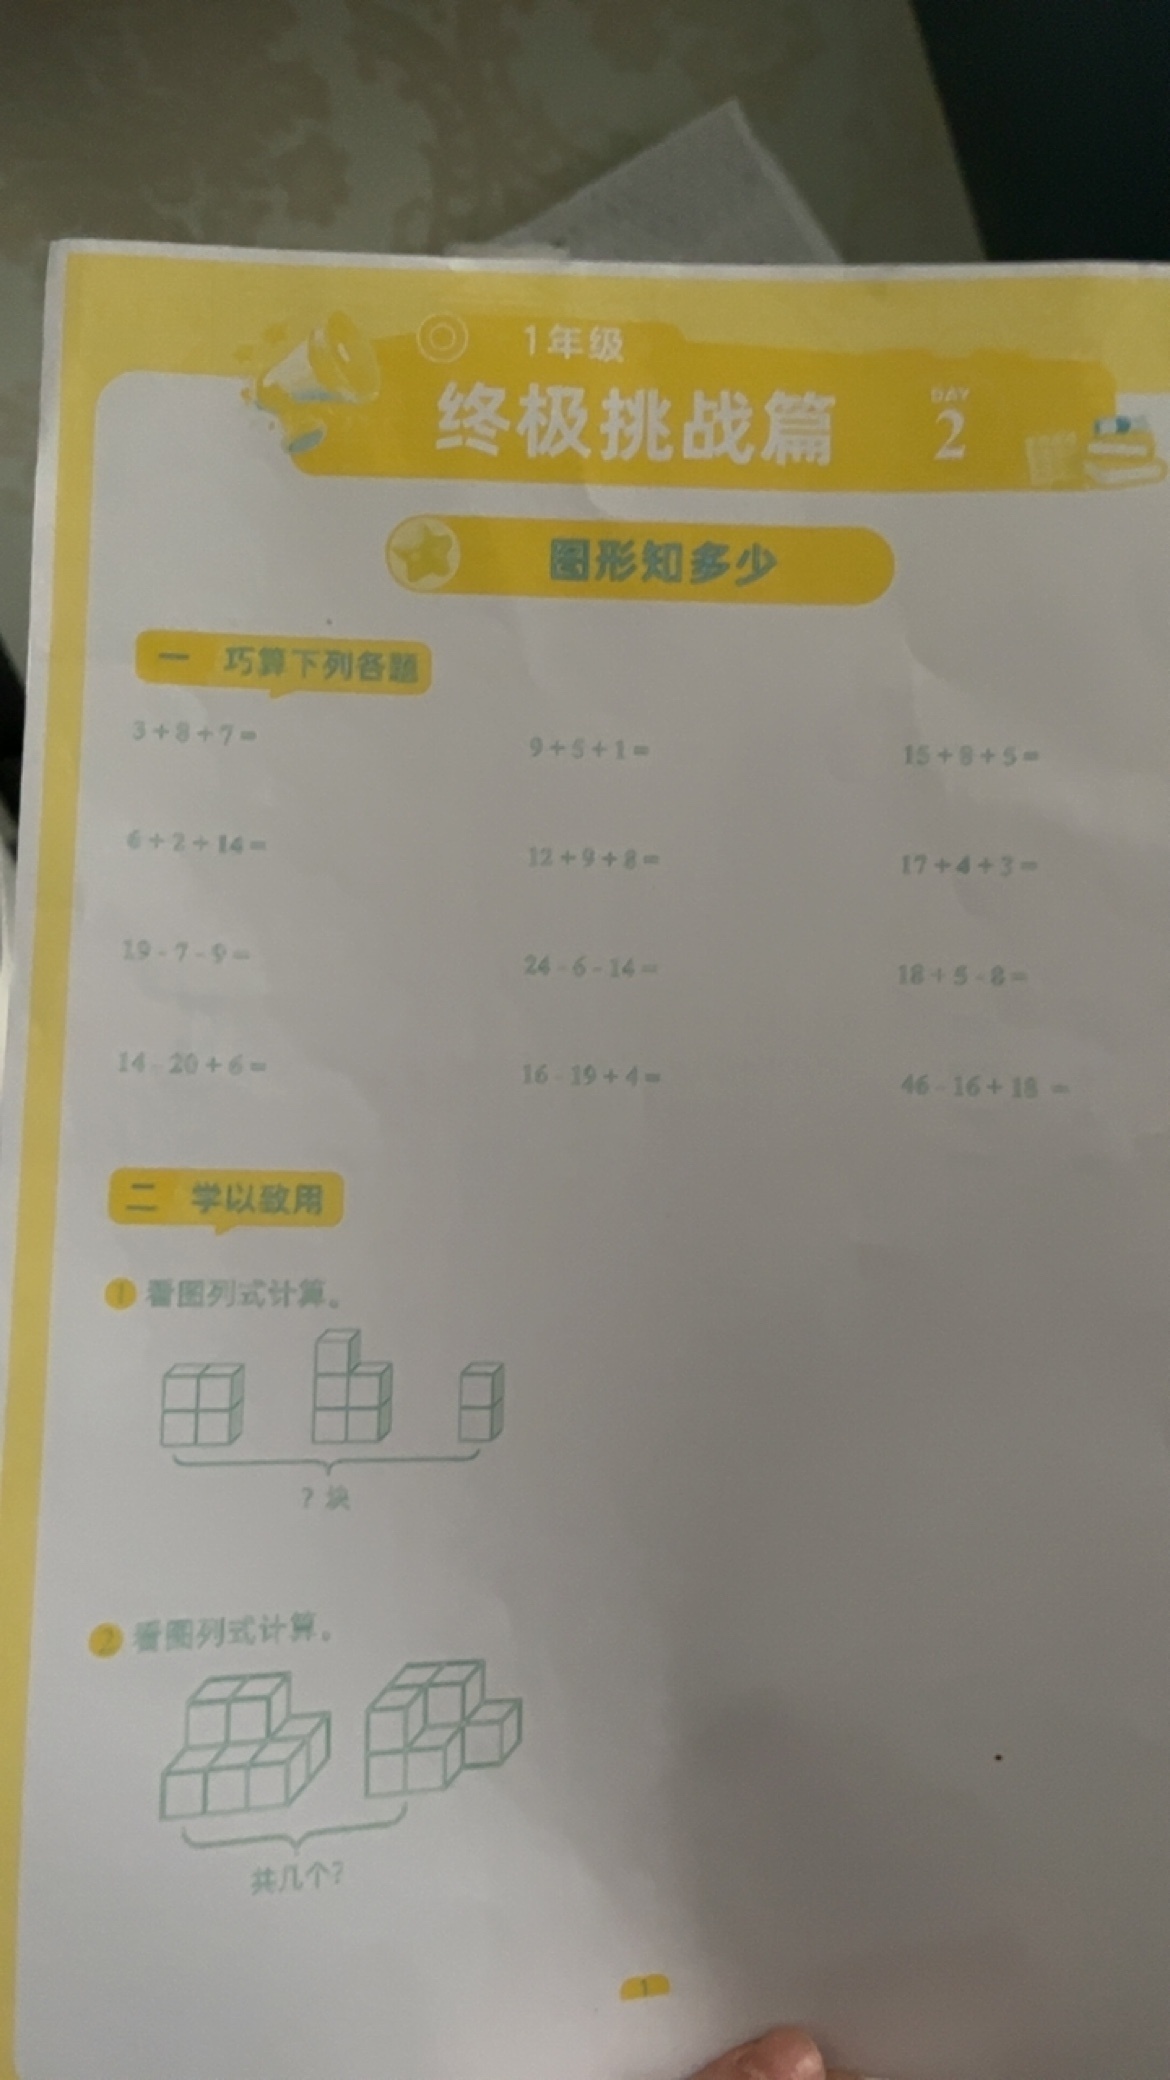 1年级
终极挑战篇
DAY
2
图形知多少
一 巧算下列各题
3+8+7=
9+5+1=
15+8+5=
6+2+14=
12+9+8=
17+4+3=
19-7-9=
24-6-14=
18+5-8=
14-20+6=
16-19+4=
46-16+18 =
二 学以致用
1 看图列式计算。
? 块
2 看图列式计算。
共几个?
1